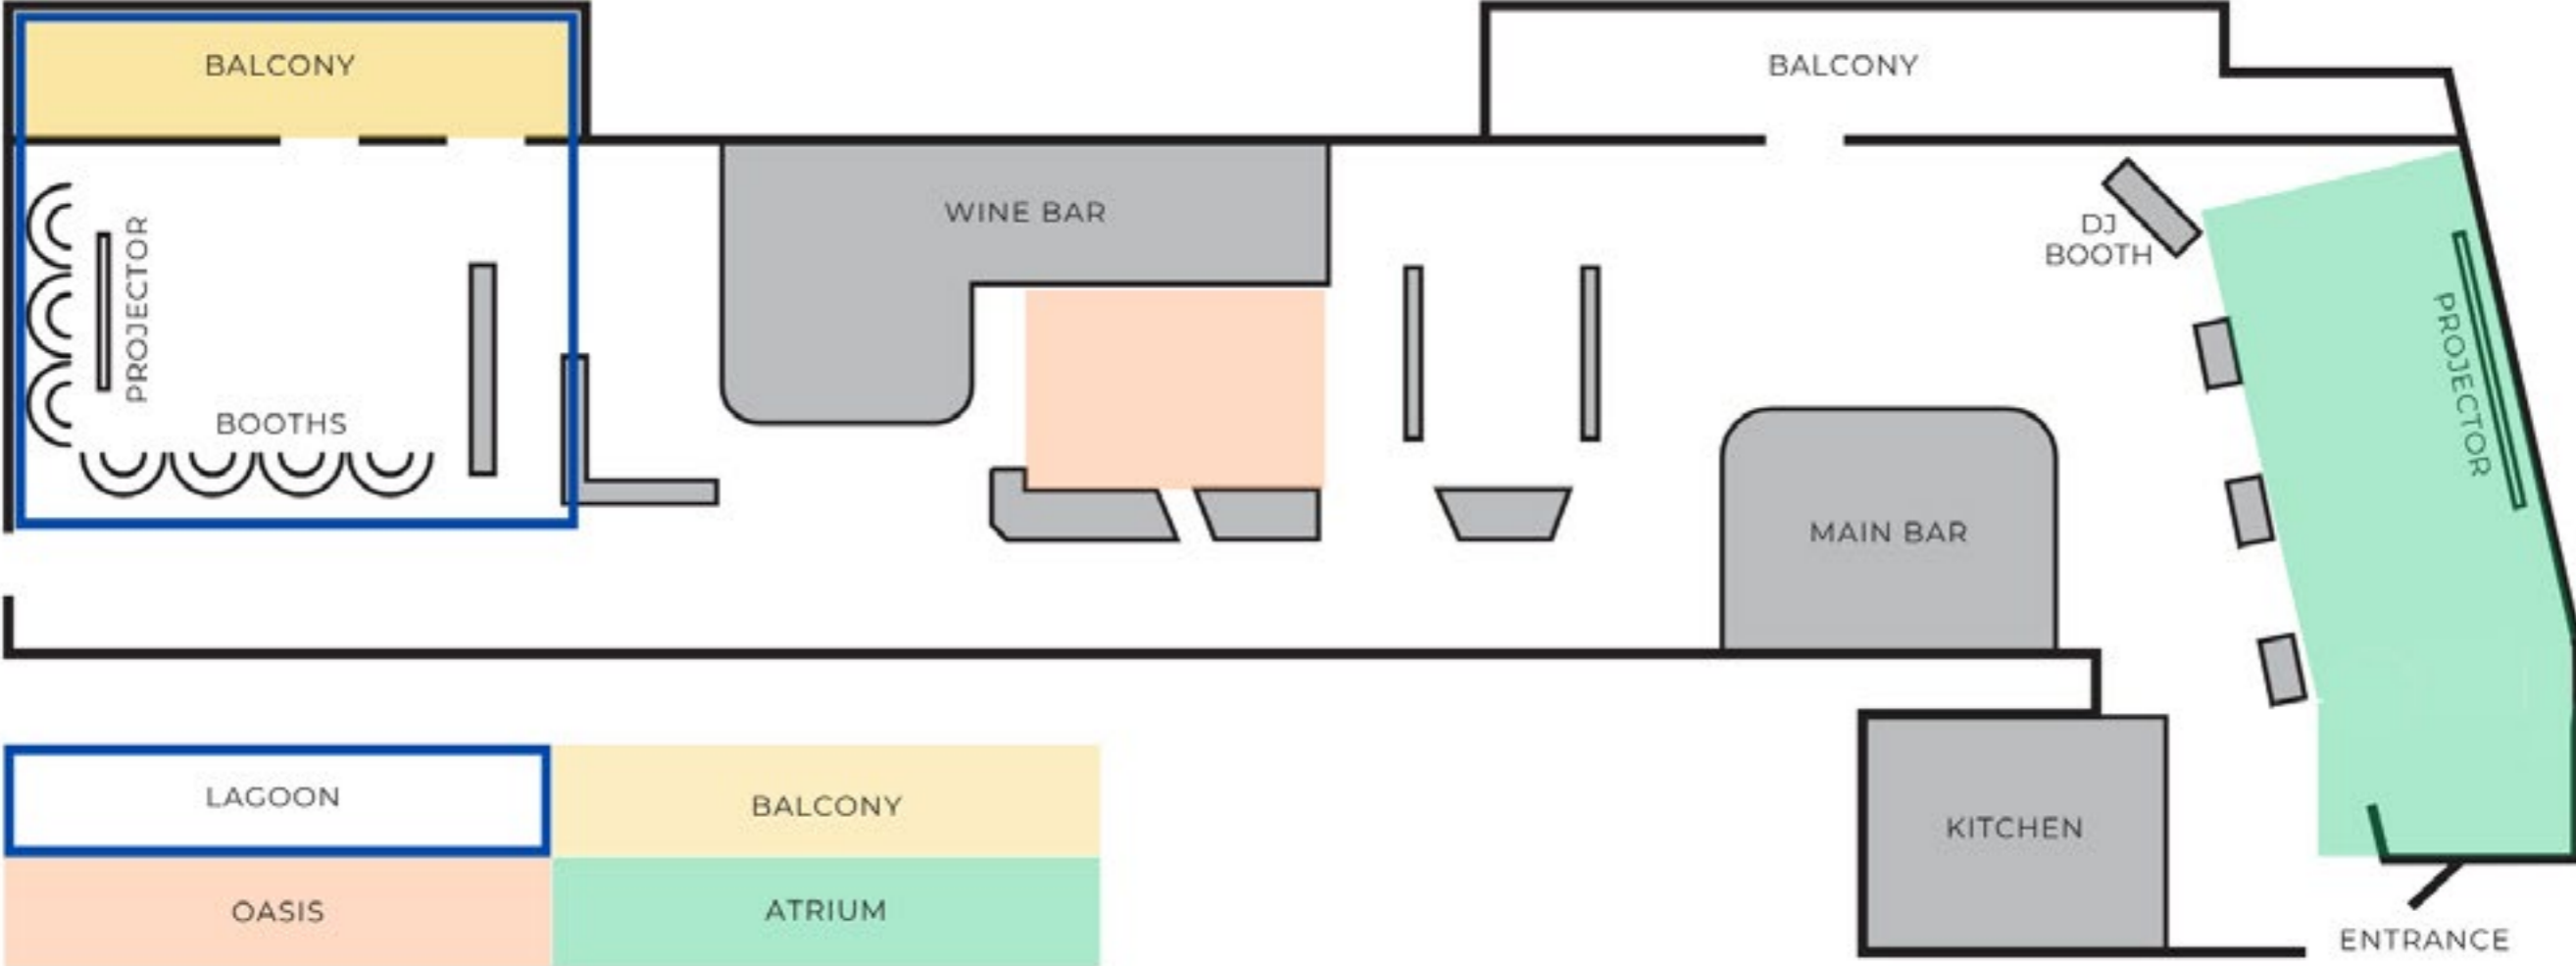 BALCONY
BALCONY
WINE BAR
DJ
BOOTH
PROJECTOR
PROJECTOR
BOOTHS
MAIN BAR
LAGOON
BALCONY
KITCHEN
OASIS
ATRIUM
ENTRANCE